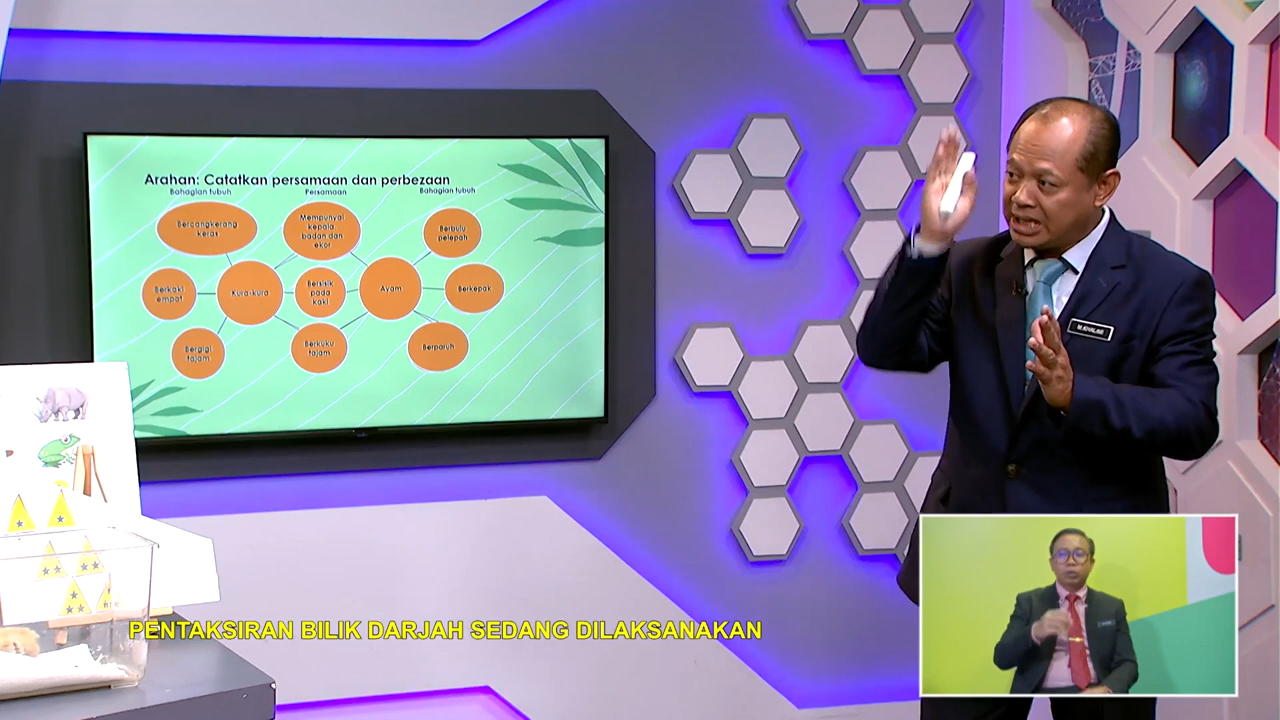 Arahan: Catatkan persamaan dan perbezaan
Bahagian tubuh
Persamaan
Bahagian tubuh
Bercangkerang
keras
Mempunyai
kepala,
badan dan
ekor
Berbulu
pelepah
Berkaki
empat
Kura-kura
Bersisik
pada
kaki
Ayam
Berkepak
Bergigi
tajam
Berkuku
tajam
Berparuh
M.KHALIMI
PENTAKSIRAN BILIK DARJAH SEDANG DILAKSANAKAN